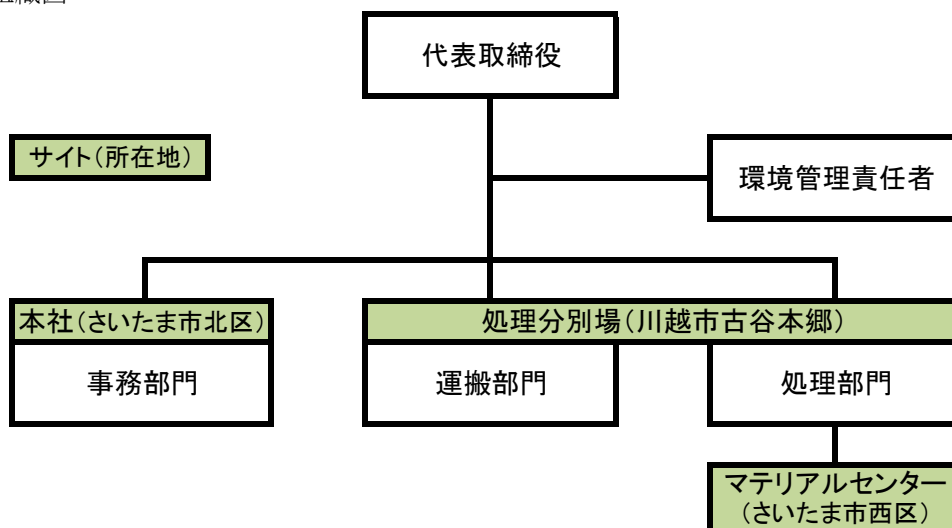 代表取締役
サイト（所在地）
環境管理責任者
本社（さいたま市北区）
処理分別場（川越市古谷本郷）
事務部門
運搬部門
処理部門
マテリアルセンター
（さいたま市西区）